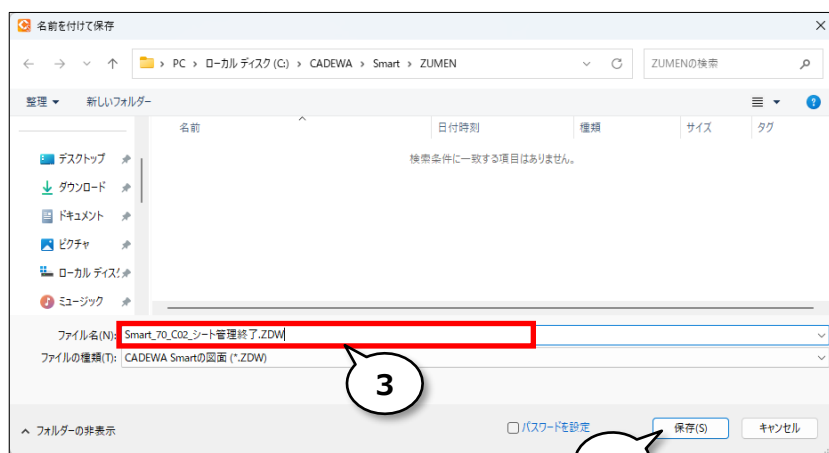 名前を付けて保存
PC › ローカル ディスク (C:) › CADEWA › Smart › ZUMEN
ZUMENの検索
整理 新しいフォルダー
名前 日付時刻 種類 サイズ タグ
検索条件に一致する項目はありません。
デスクトップ
ダウンロード
ドキュメント
ピクチャ
ローカル ディスク
ミュージック
ファイル名(N): Smart_70_C02_シート管理終了.ZDW
ファイルの種類(T): CADEWA Smartの図面 (*.ZDW)
3
フォルダーの非表示
パスワードを設定
保存(S)
キャンセル